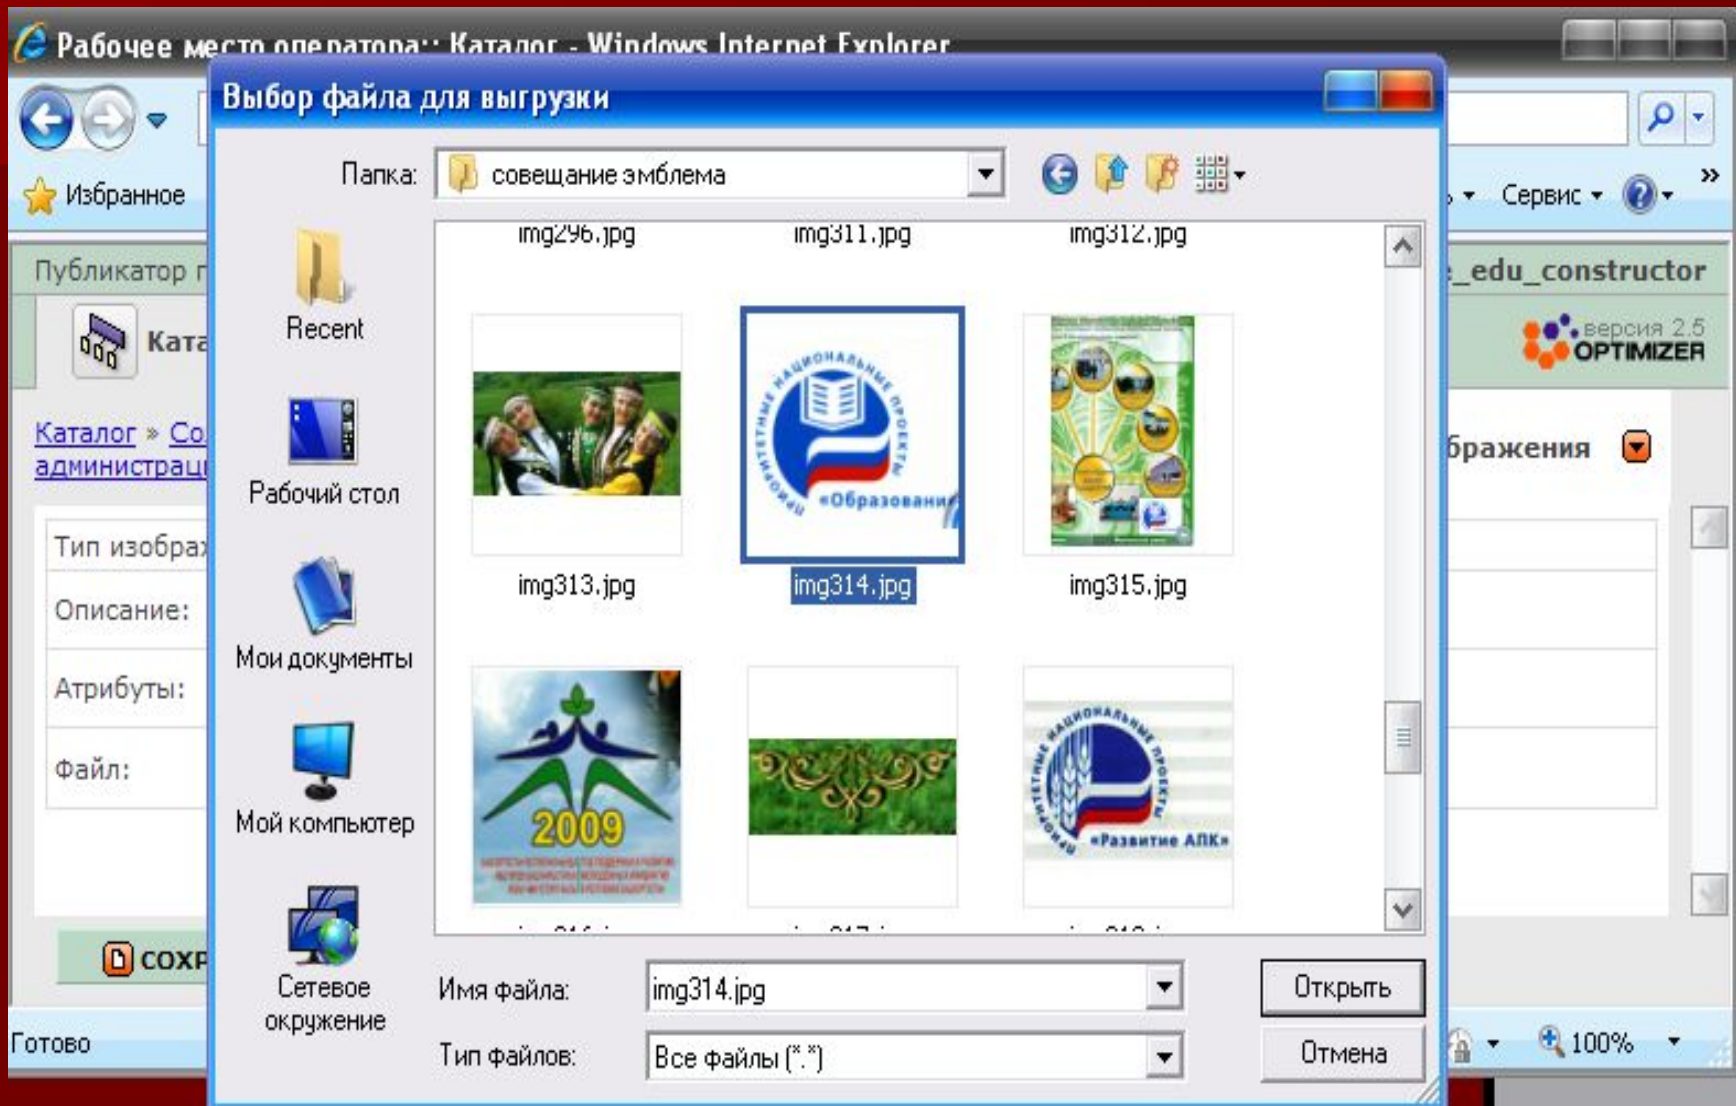 Рабочее место оператора:: Каталог - Windows Internet Explorer
Выбор файла для выгрузки
Папка:
совещание эмблема
Избранное
Сервис
»
Публикатор
e_edu_constructor
Ката
версия 2.5
OPTIMIZER
Каталог » Со
администрац
бражения
Тип изобра
Описание:
Атрибуты:
Файл:
Recent
Рабочий стол
Мои документы
Мой компьютер
Сетевое
окружение
img296.jpg
img311.jpg
img312.jpg
ПРИОРИТЕТНЫЕ НАЦИОНАЛЬНЫЕ ПРОЕКТЫ
«Образовани
img313.jpg
img314.jpg
img315.jpg
2009
ПРИОРИТЕТНЫЕ НАЦИОНАЛЬНЫЕ ПРОЕКТЫ
«Развитие АПК»
СОХР
Имя файла:
img314.jpg
Открыть
Тип файлов:
Все файлы (*.*)
Отмена
Готово
100%